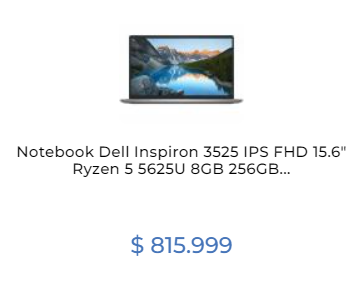 Notebook Dell Inspiron 3525 IPS FHD 15.6"
Ryzen 5 5625U 8GB 256GB...
$ 815.999